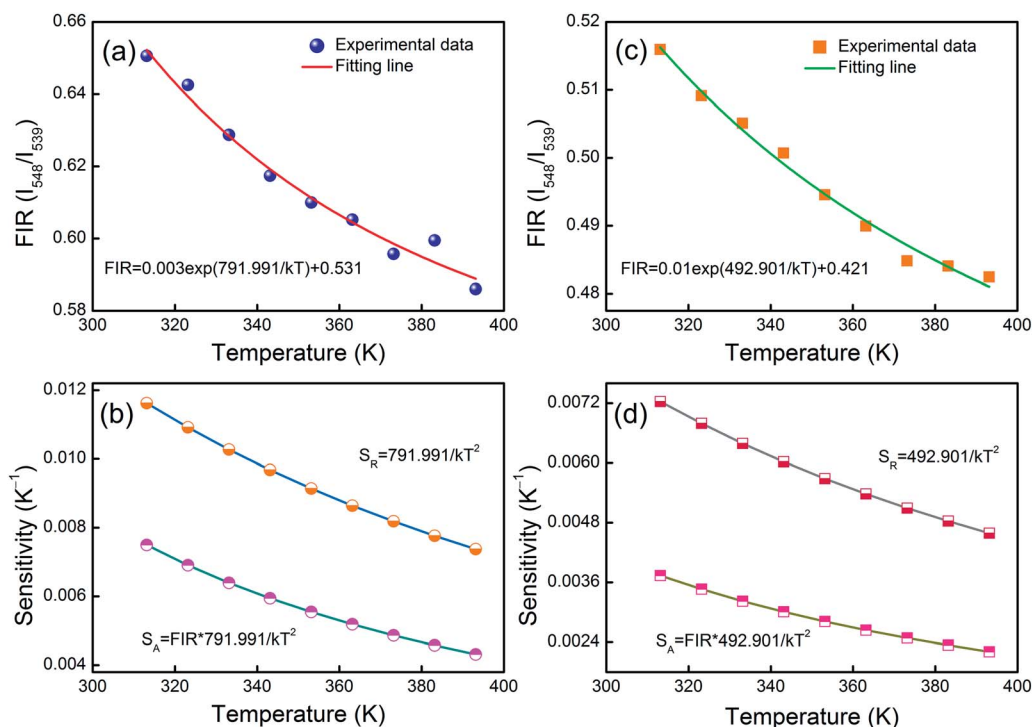 (a)
Experimental data
Fitting line
FIR=0.003exp(791.991/kT)+0.531
FIR (I₅₄₈/I₅₃₉)
0.66
0.64
0.62
0.60
0.58
300 320 340 360 380 400
Temperature (K)
(c)
Experimental data
Fitting line
FIR=0.01exp(492.901/kT)+0.421
FIR (I₅₄₈/I₅₃₉)
0.52
0.51
0.50
0.49
0.48
300 320 340 360 380 400
Temperature (K)
(b)
S_R=791.991/kT²
S_A=FIR*791.991/kT²
Sensitivity (K⁻¹)
0.012
0.010
0.008
0.006
0.004
300 320 340 360 380 400
Temperature (K)
(d)
S_R=492.901/kT²
S_A=FIR*492.901/kT²
Sensitivity (K⁻¹)
0.0072
0.0060
0.0048
0.0036
0.0024
300 320 340 360 380 400
Temperature (K)